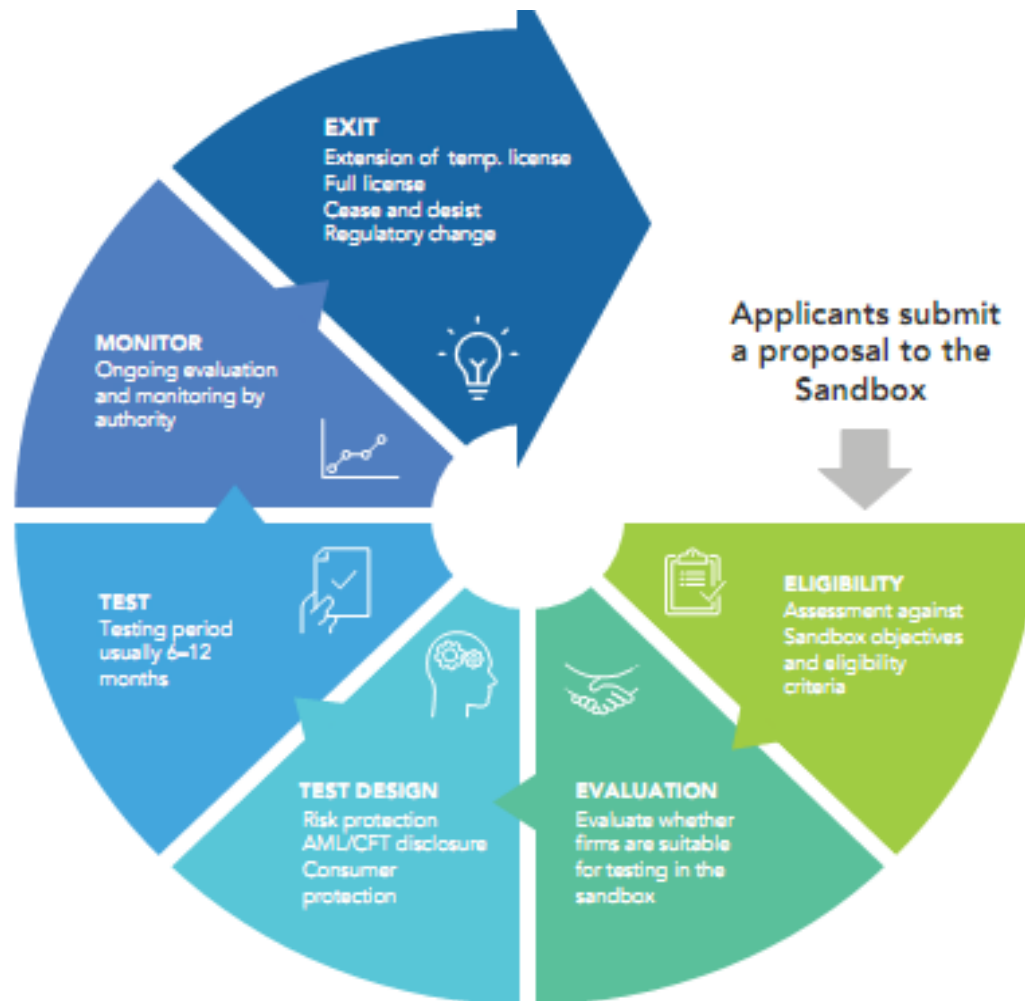 Applicants submit
a proposal to the
Sandbox
ELIGIBILITY
Assessment against
Sandbox objectives
and eligibility
criteria
EVALUATION
Evaluate whether
firms are suitable
for testing in the
sandbox
TEST DESIGN
Risk protection
AML/CFT disclosure
Consumer
protection
TEST
Testing period
usually 6–12
months
MONITOR
Ongoing evaluation
and monitoring by
authority
EXIT
Extension of temp. license
Full license
Cease and desist
Regulatory change